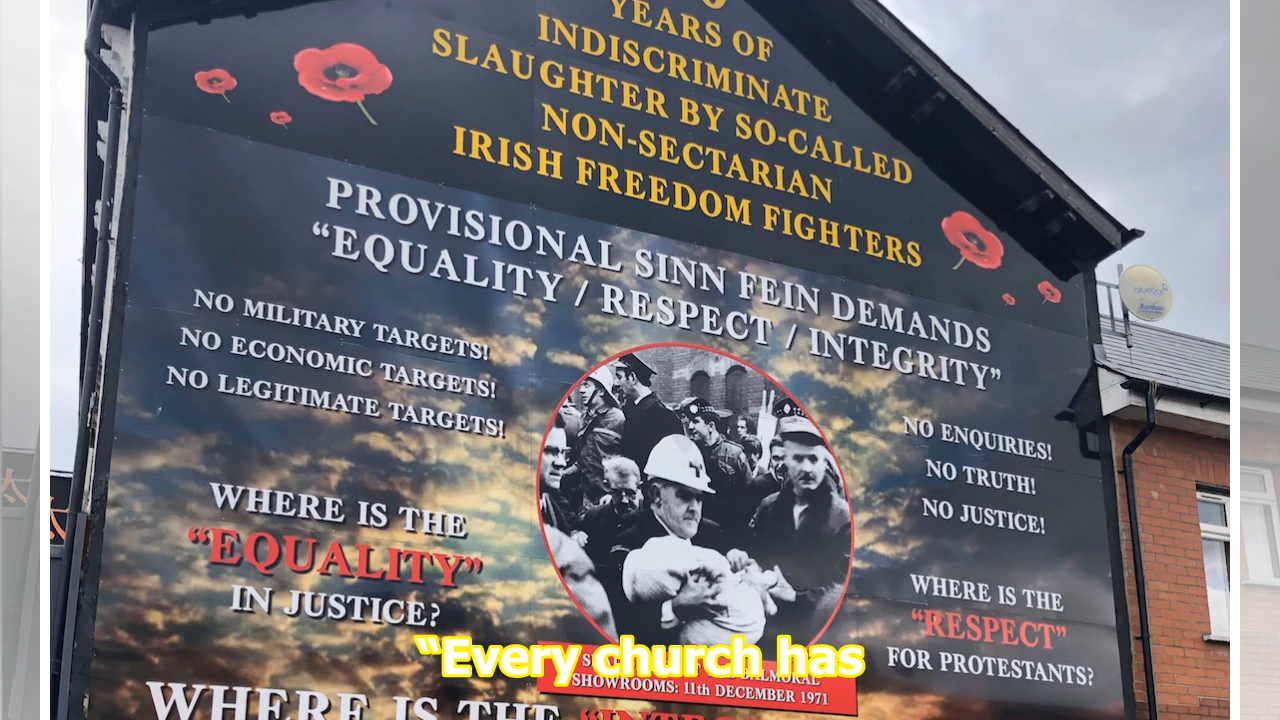 YEARS OF
INDISCRIMINATE
SLAUGHTER BY SO-CALLED
NON-SECTARIAN
IRISH FREEDOM FIGHTERS
PROVISIONAL SINN FEIN DEMANDS
“EQUALITY / RESPECT / INTEGRITY”
NO MILITARY TARGETS!
NO ECONOMIC TARGETS!
NO LEGITIMATE TARGETS!
NO ENQUIRIES!
NO TRUTH!
NO JUSTICE!
WHERE IS THE
“EQUALITY”
IN JUSTICE?
WHERE IS THE
“RESPECT”
FOR PROTESTANTS?
“Every church has
BALMORAL
SHOWROOMS: 11th DECEMBER 1971
WHERE IS THE